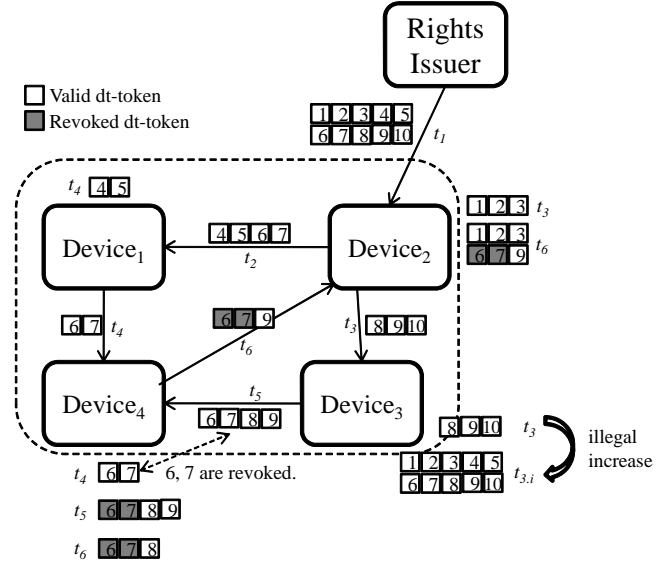 Rights
Issuer
Valid dt-token
Revoked dt-token
1 2 3 4 5
6 7 8 9 10
t1
t4 4 5
1 2 3 t3
1 2 3
6 7 9
t6
Device1
4 5 6 7
t2
Device2
6 7 t4
6 7 9
t6
t3 8 9 10
Device4
t5
6 7 8 9
Device3
8 9 10 t3
illegal
increase
1 2 3 4 5
6 7 8 9 10
t3.i
t4 6 7
6, 7 are revoked.
t5 6 7 8 9
t6 6 7 8